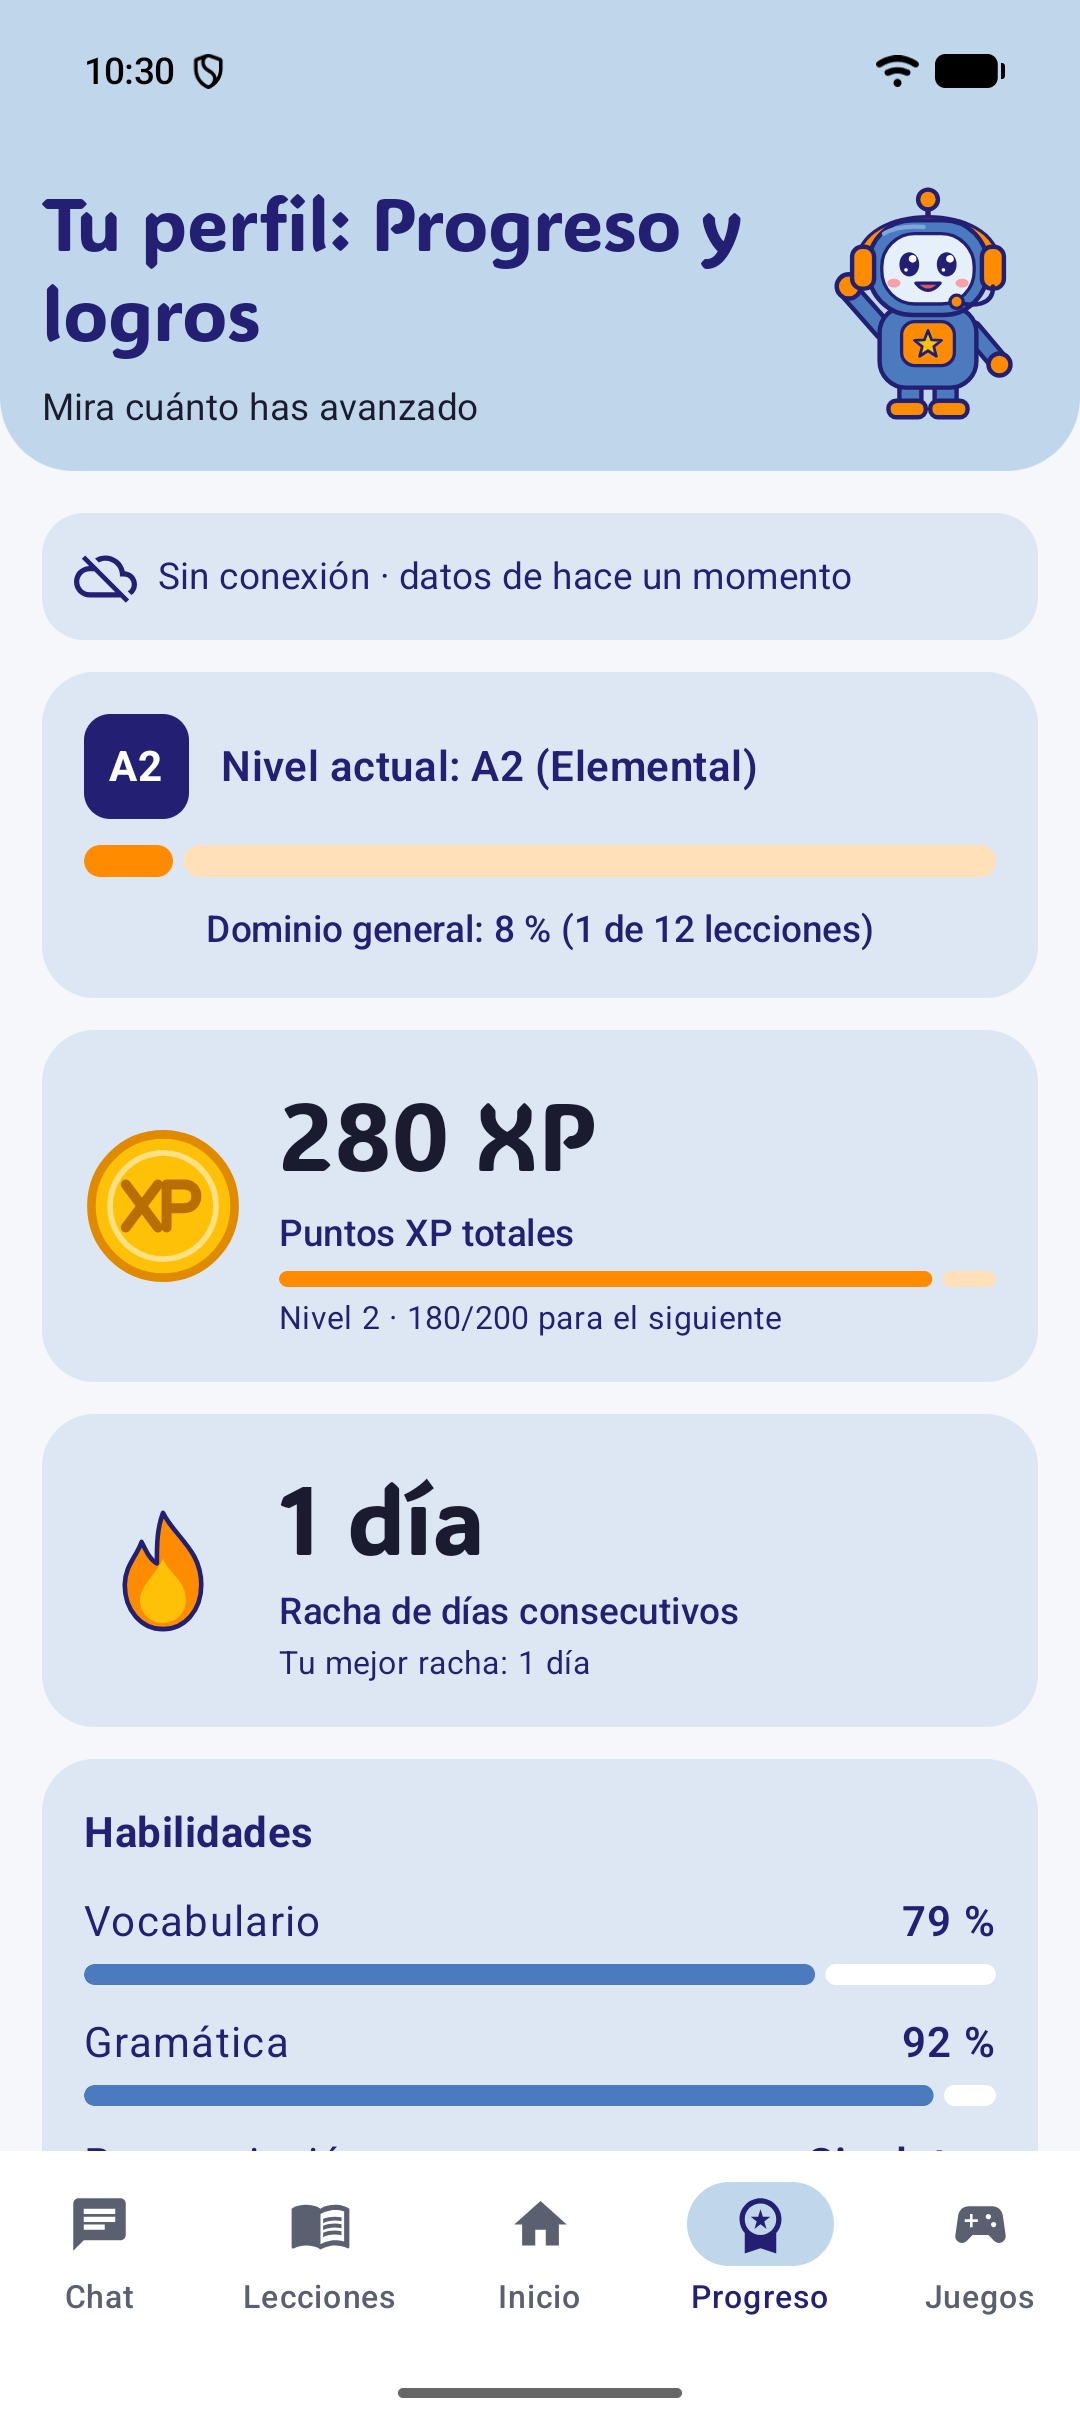 10:30
Tu perfil: Progreso y
logros
Mira cuánto has avanzado
Sin conexión · datos de hace un momento
A2
Nivel actual: A2 (Elemental)
Dominio general: 8 % (1 de 12 lecciones)
XP
280 XP
Puntos XP totales
Nivel 2 · 180/200 para el siguiente
1 día
Racha de días consecutivos
Tu mejor racha: 1 día
Habilidades
Vocabulario 79 %
Gramática 92 %
Chat Lecciones Inicio Progreso Juegos